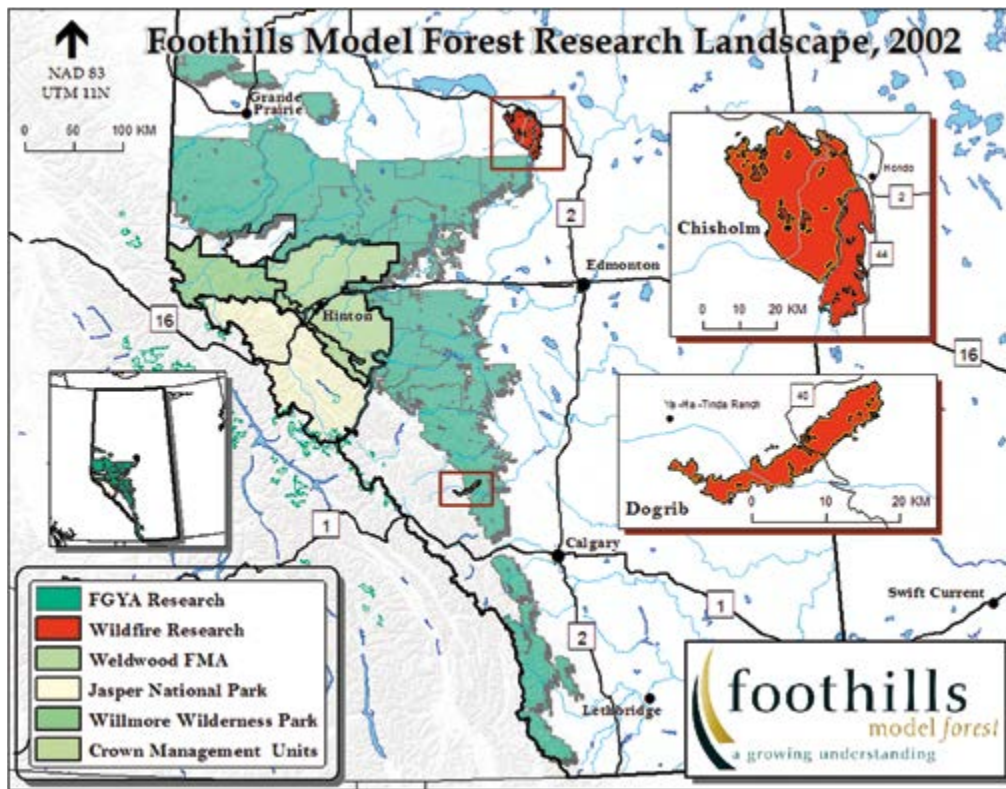 Foothills Model Forest Research Landscape, 2002
NAD 83
UTM 11N
0 60 100 KM
Grande
Prairie
2
Edmonton
Hinton
16
16
Chisholm
Hondo
2
44
0 10 20 KM
Ya-Ha-Tinda Ranch
40
Dogrib
0 10 20 KM
1
Calgary
1
2
Swift Current
Lethbridge
FGYA Research
Wildfire Research
Weldwood FMA
Jasper National Park
Willmore Wilderness Park
Crown Management Units
foothills
model forest
a growing understanding